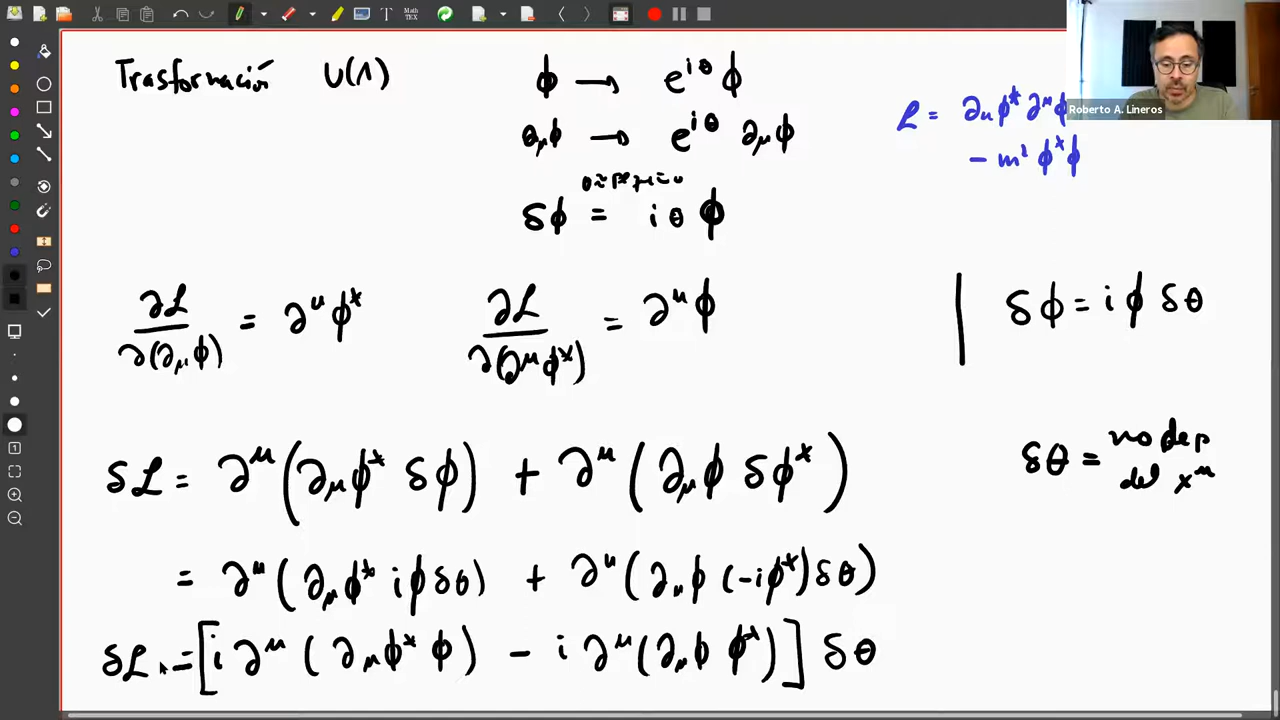 Trasformación U(1)
ϕ → e^{iθ} ϕ
∂_μϕ → e^{iθ} ∂_μϕ
δϕ = iθ ϕ
ℒ = ∂_μϕ* ∂^μϕ
- m² ϕ*ϕ
Roberto A. Lineros
∂ℒ/∂(∂_μϕ) = ∂^μϕ*    ∂ℒ/∂(∂^μϕ*) = ∂^μϕ
δϕ = iϕ δθ
δθ = no dep
del x^μ
δℒ = ∂^μ(∂_μϕ* δϕ) + ∂^μ(∂_μϕ δϕ*)
= ∂^μ(∂_μϕ* iϕδθ) + ∂^μ(∂_μϕ (-iϕ*)δθ)
δℒ = [i ∂^μ(∂_μϕ* ϕ) - i ∂^μ(∂_μϕ ϕ*)] δθ